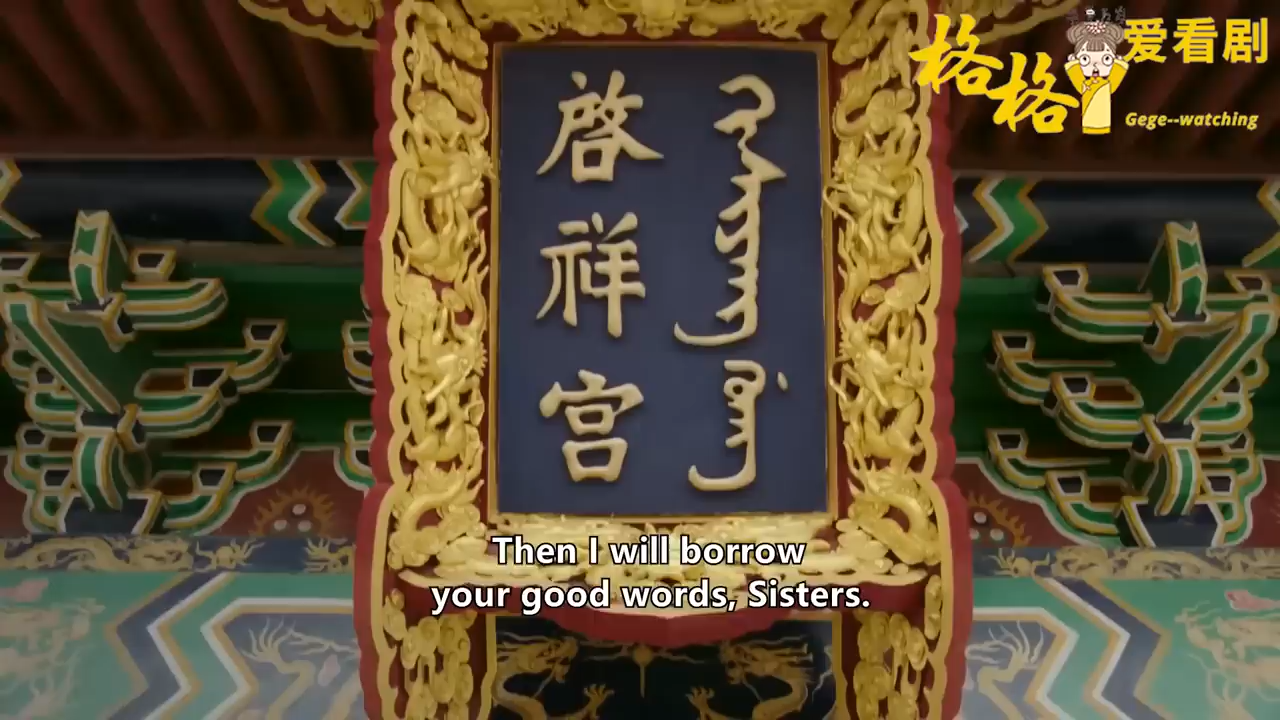 格格爱看剧
Gege--watching
啓祥宮
Then I will borrow
your good words, Sisters.